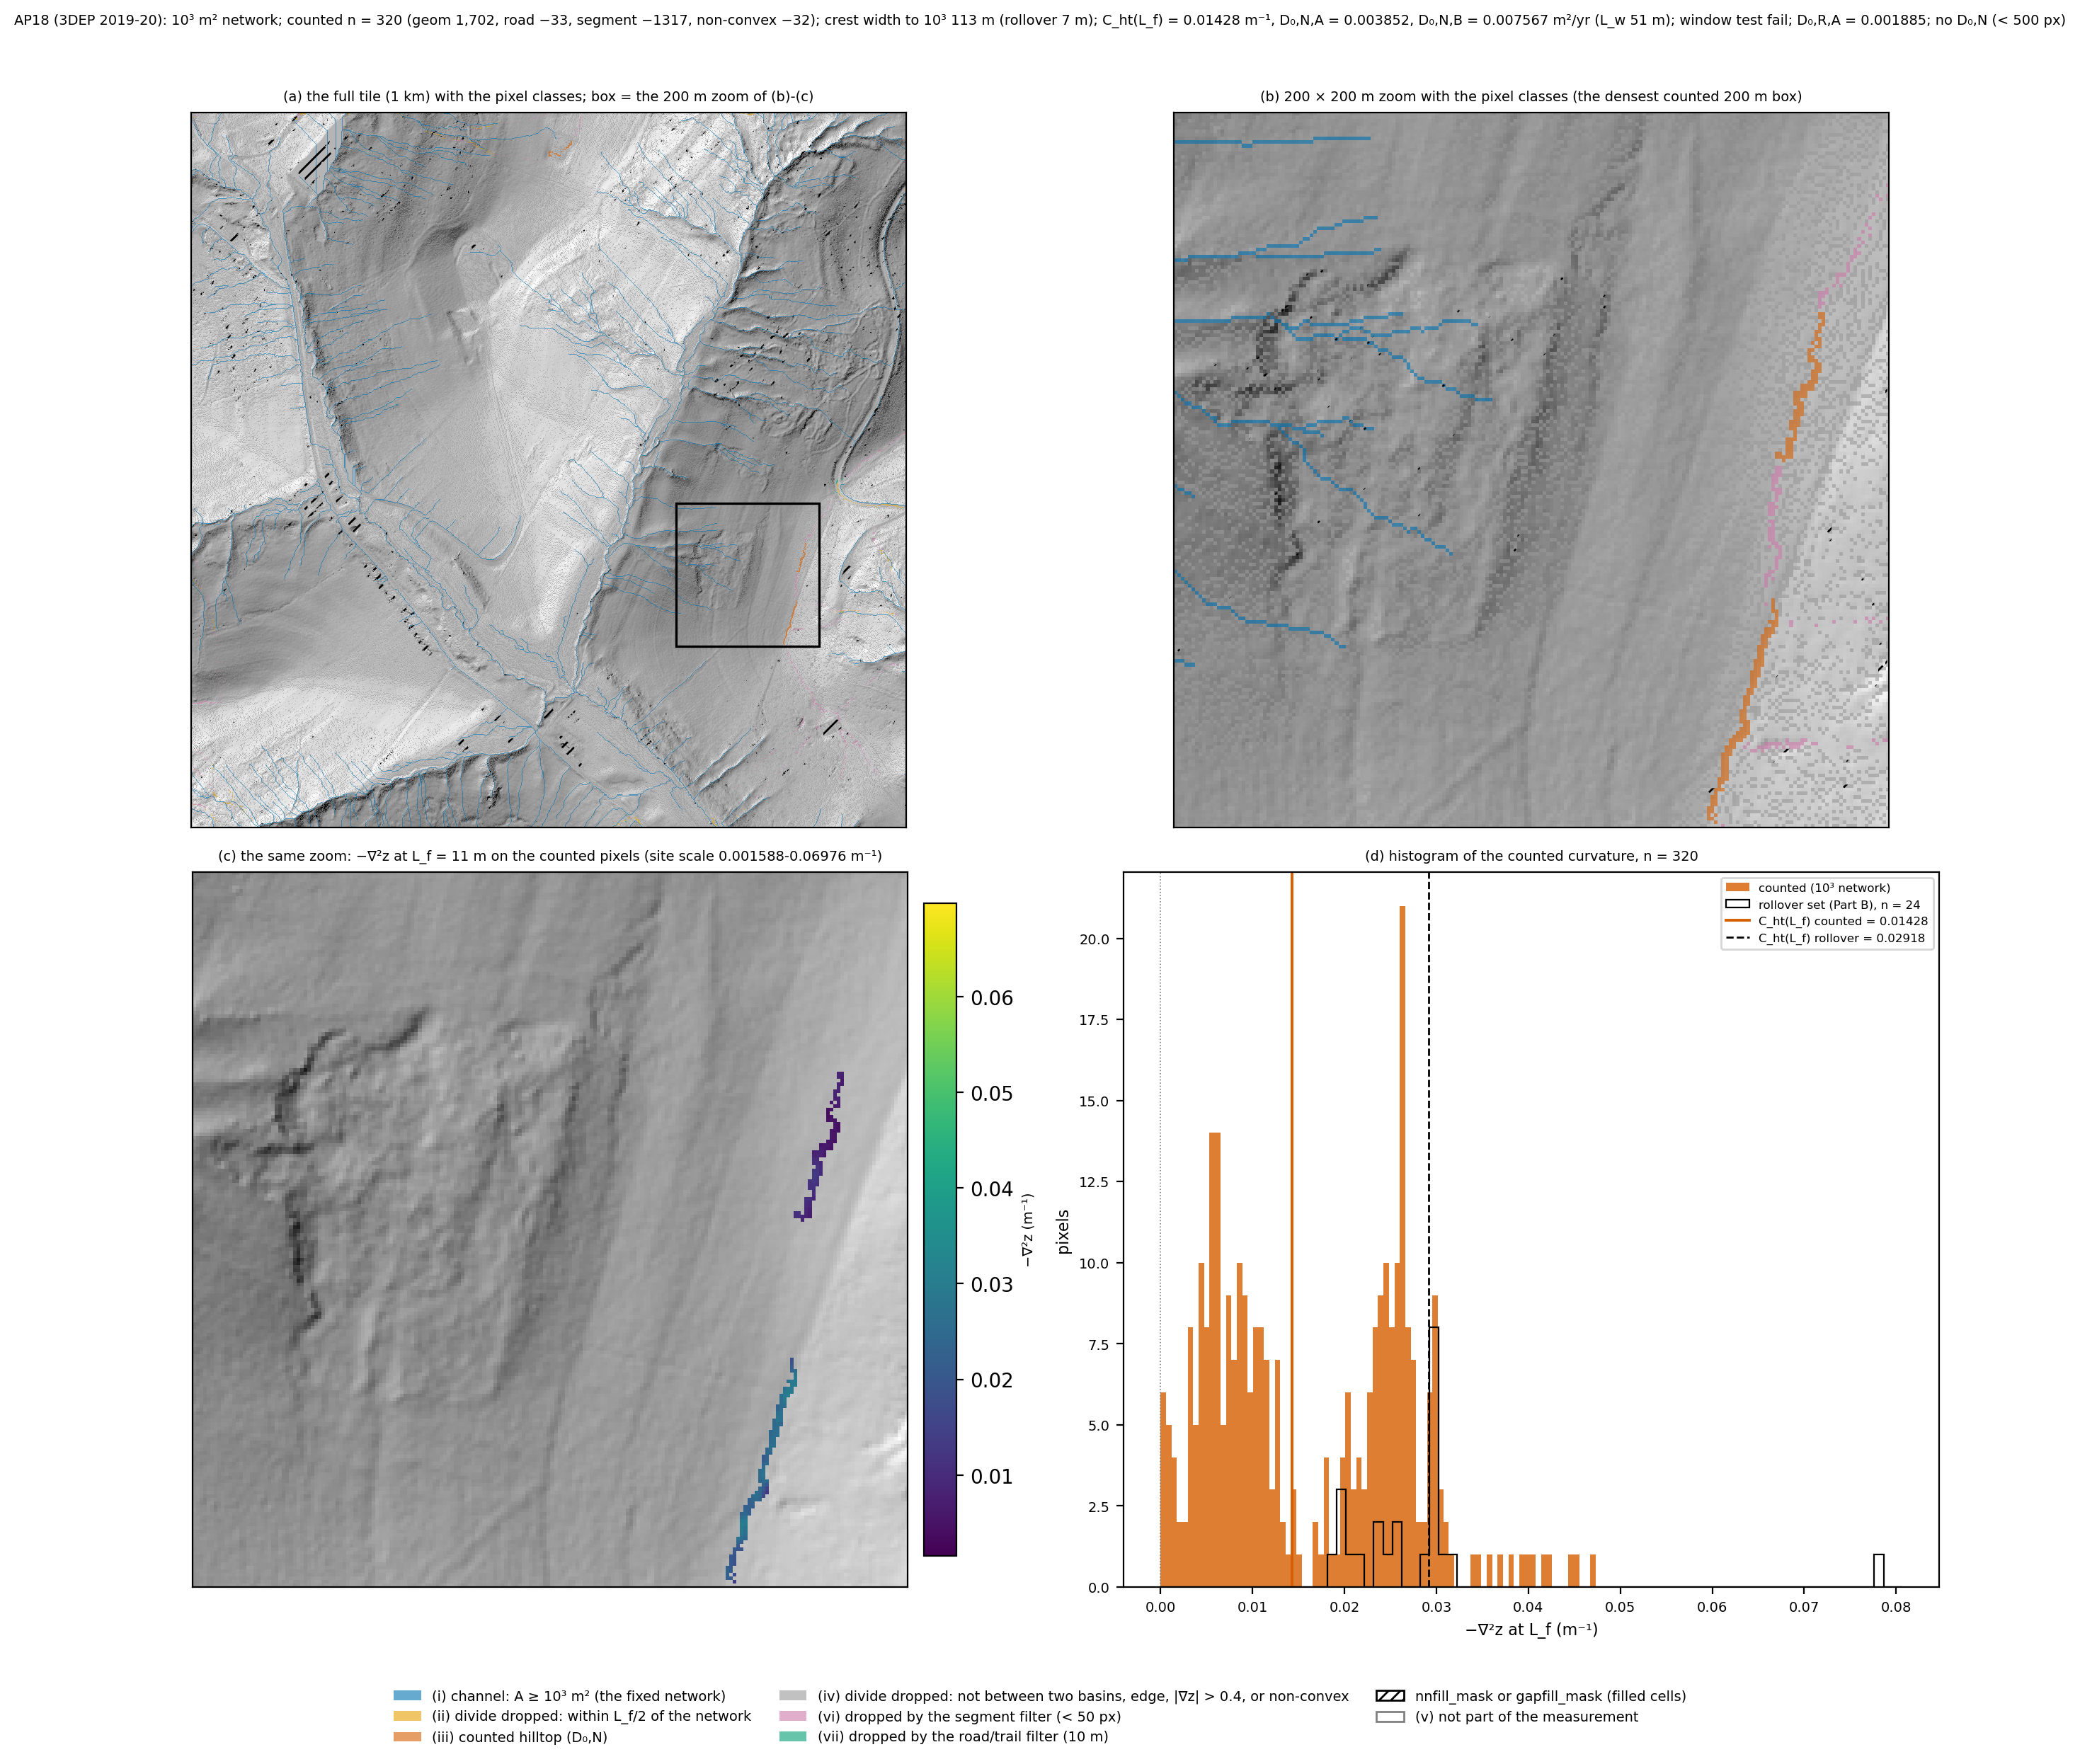 AP18 (3DEP 2019-20): 10³ m² network; counted n = 320 (geom 1,702, road −33, segment −1317, non-convex −32); crest width to 10³ 113 m (rollover 7 m); C_ht(L_f) = 0.01428 m⁻¹, D₀,N,A = 0.003852, D₀,N,B = 0.007567 m²/yr (L_w 51 m); window test fail; D₀,R,A = 0.001885; no D₀,N (< 500 px)
(a) the full tile (1 km) with the pixel classes; box = the 200 m zoom of (b)-(c)
(b) 200 × 200 m zoom with the pixel classes (the densest counted 200 m box)
(c) the same zoom: −∇²z at L_f = 11 m on the counted pixels (site scale 0.001588-0.06976 m⁻¹)
0.06
0.05
0.04
0.03
0.02
0.01
−∇²z (m⁻¹)
(d) histogram of the counted curvature, n = 320
counted (10³ network)
rollover set (Part B), n = 24
C_ht(L_f) counted = 0.01428
C_ht(L_f) rollover = 0.02918
20.0
17.5
15.0
12.5
10.0
7.5
5.0
2.5
0.0
pixels
0.00 0.01 0.02 0.03 0.04 0.05 0.06 0.07 0.08
−∇²z at L_f (m⁻¹)
(i) channel: A ≥ 10³ m² (the fixed network)
(ii) divide dropped: within L_f/2 of the network
(iii) counted hilltop (D₀,N)
(iv) divide dropped: not between two basins, edge, |∇z| > 0.4, or non-convex
(vi) dropped by the segment filter (< 50 px)
(vii) dropped by the road/trail filter (10 m)
nnfill_mask or gapfill_mask (filled cells)
(v) not part of the measurement